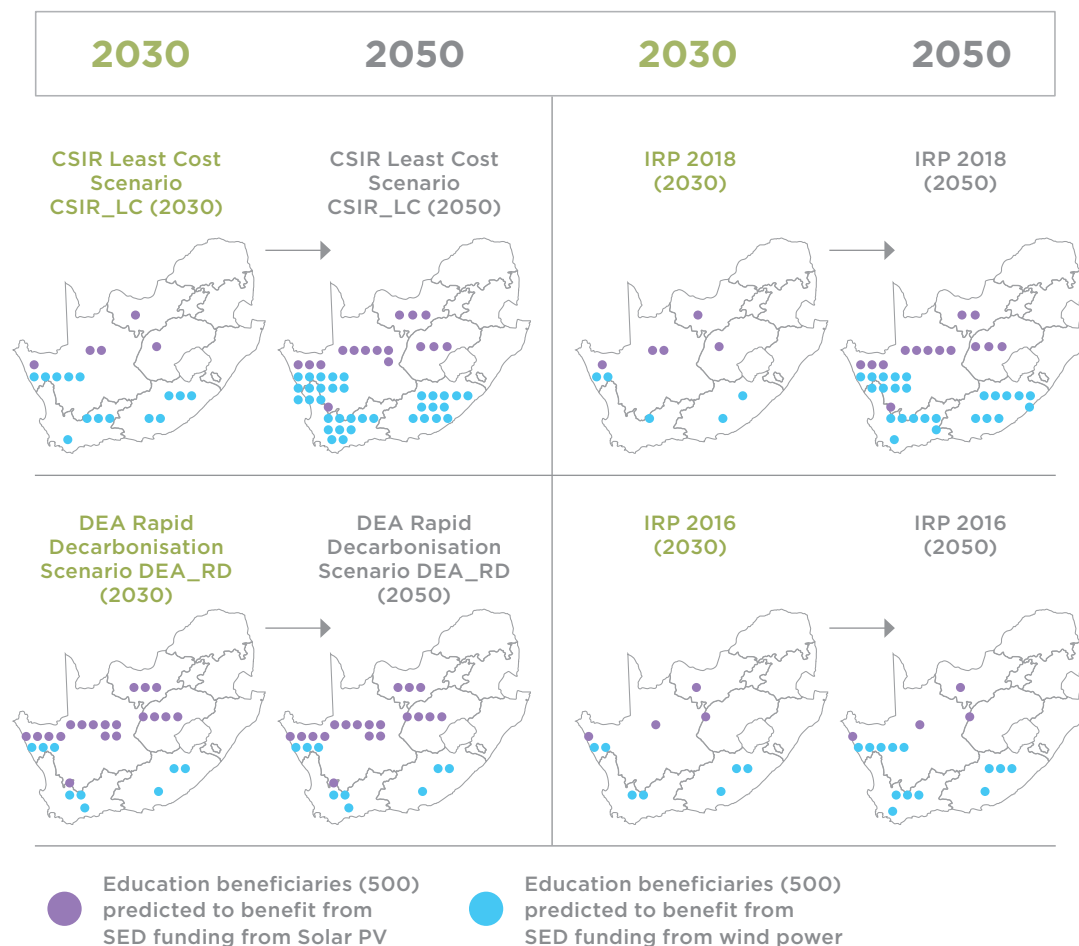 2030
2050
2030
2050
CSIR Least Cost
Scenario
CSIR_LC (2030)
CSIR Least Cost
Scenario
CSIR_LC (2050)
IRP 2018
(2030)
IRP 2018
(2050)
DEA Rapid
Decarbonisation
Scenario DEA_RD
(2030)
DEA Rapid
Decarbonisation
Scenario DEA_RD
(2050)
IRP 2016
(2030)
IRP 2016
(2050)
Education beneficiaries (500)
predicted to benefit from
SED funding from Solar PV
Education beneficiaries (500)
predicted to benefit from
SED funding from wind power